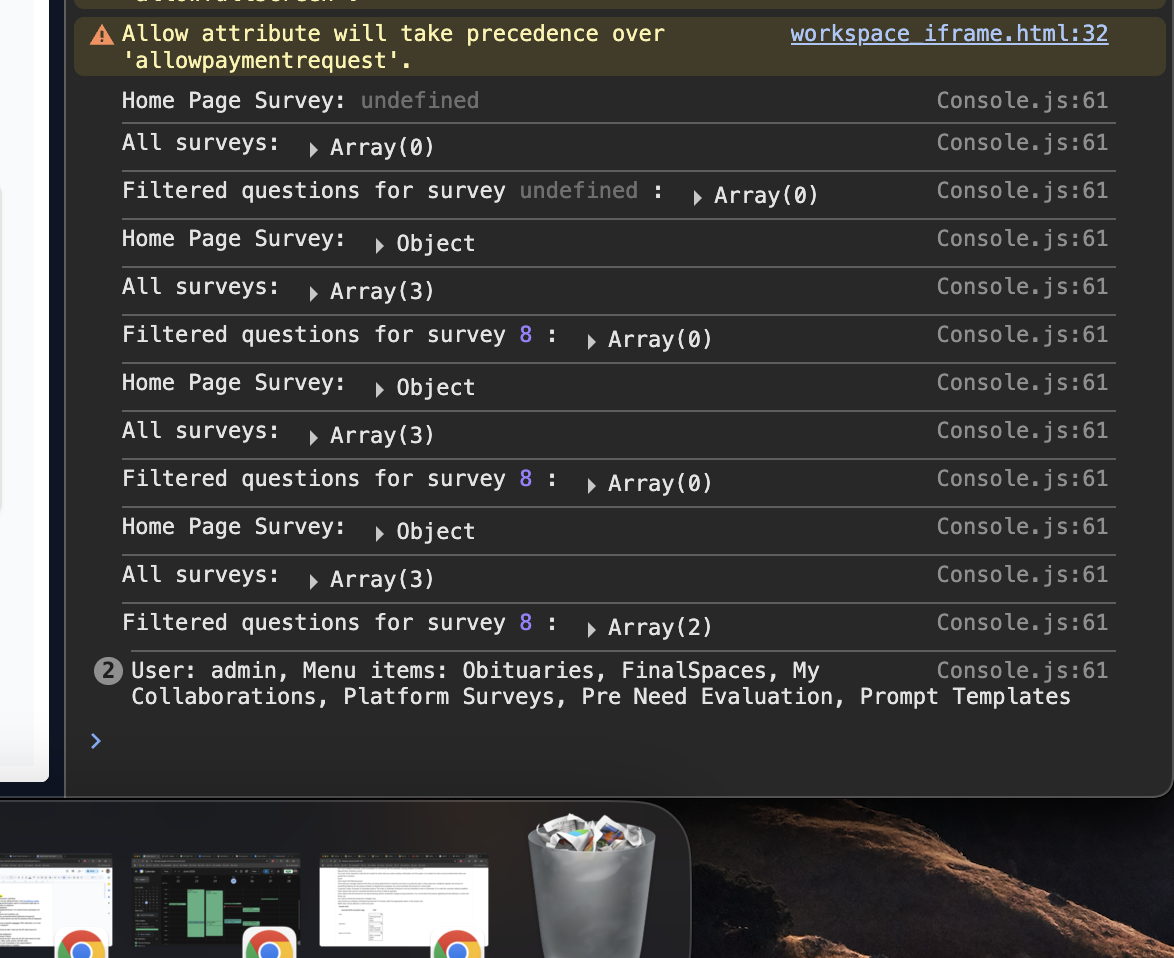 Allow attribute will take precedence over workspace_iframe.html:32
'allowpaymentrequest'.
Home Page Survey: undefined Console.js:61
All surveys: Array(0) Console.js:61
Filtered questions for survey undefined : Array(0) Console.js:61
Home Page Survey: Object Console.js:61
All surveys: Array(3) Console.js:61
Filtered questions for survey 8 : Array(0) Console.js:61
Home Page Survey: Object Console.js:61
All surveys: Array(3) Console.js:61
Filtered questions for survey 8 : Array(0) Console.js:61
Home Page Survey: Object Console.js:61
All surveys: Array(3) Console.js:61
Filtered questions for survey 8 : Array(2) Console.js:61
2 User: admin, Menu items: Obituaries, FinalSpaces, My Console.js:61
Collaborations, Platform Surveys, Pre Need Evaluation, Prompt Templates